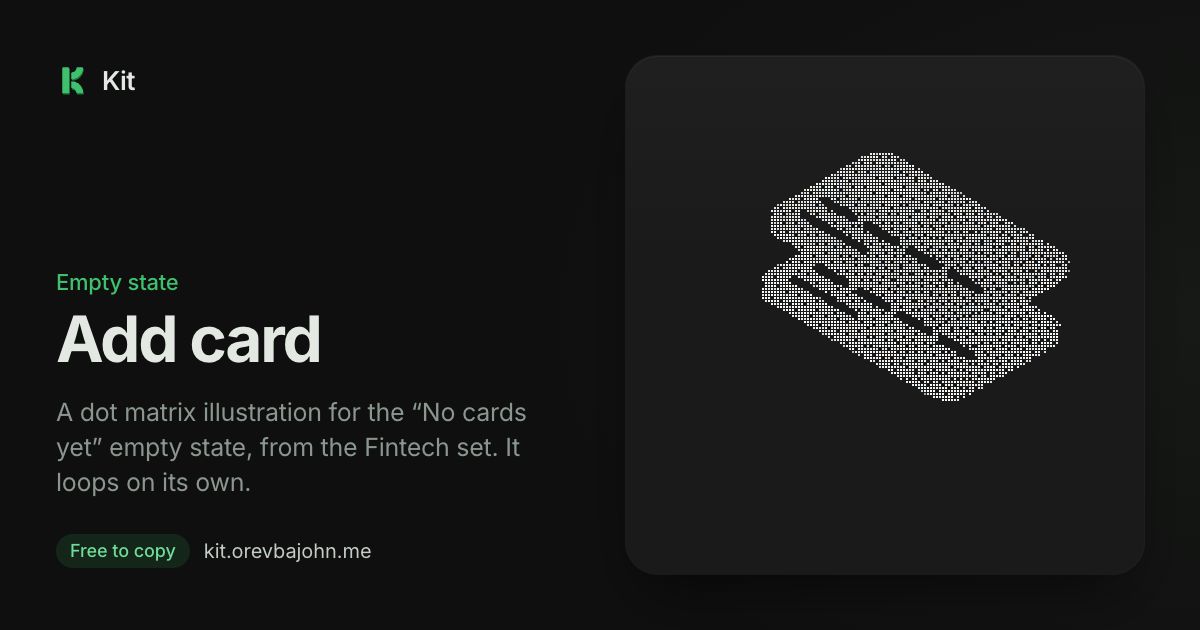 Kit
Empty state
Add card
A dot matrix illustration for the “No cards
yet” empty state, from the Fintech set. It
loops on its own.
Free to copy
kit.orevbajohn.me